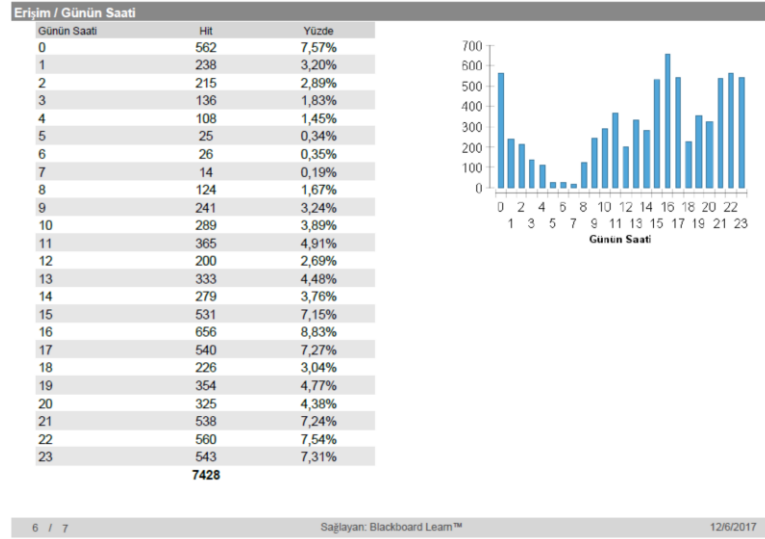 Erişim / Günün Saati
Günün Saati Hit Yüzde
0 562 7,57%
1 238 3,20%
2 215 2,89%
3 136 1,83%
4 108 1,45%
5 25 0,34%
6 26 0,35%
7 14 0,19%
8 124 1,67%
9 241 3,24%
10 289 3,89%
11 365 4,91%
12 200 2,69%
13 333 4,48%
14 279 3,76%
15 531 7,15%
16 656 8,83%
17 540 7,27%
18 226 3,04%
19 354 4,77%
20 325 4,38%
21 538 7,24%
22 560 7,54%
23 543 7,31%
7428
700
600
500
400
300
200
100
0
0 2 4 6 8 10 12 14 16 18 20 22
1 3 5 7 9 11 13 15 17 19 21 23
Günün Saati
6 / 7 Sağlayan: Blackboard Learn™ 12/6/2017